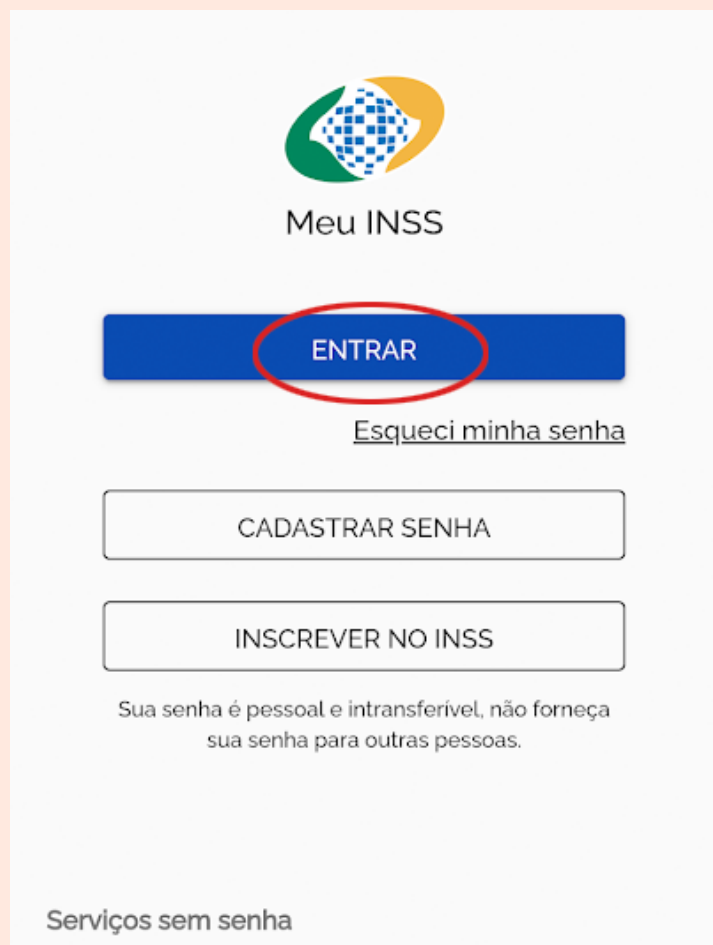 Meu INSS
ENTRAR
Esqueci minha senha
CADASTRAR SENHA
INSCREVER NO INSS
Sua senha é pessoal e intransferível, não forneça
sua senha para outras pessoas.
Serviços sem senha